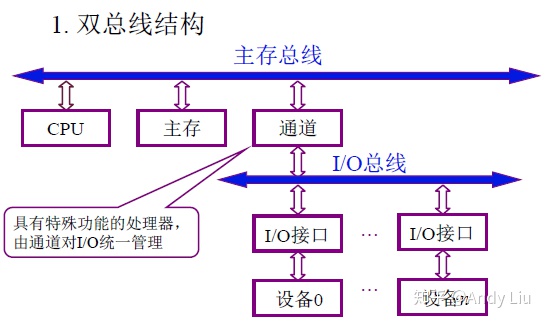 1. 双总线结构
主存总线
CPU
主存
通道
I/O总线
具有特殊功能的处理器，
由通道对I/O统一管理
I/O接口
…
I/O接口
设备0
…
设备n
知乎 @Andy Liu